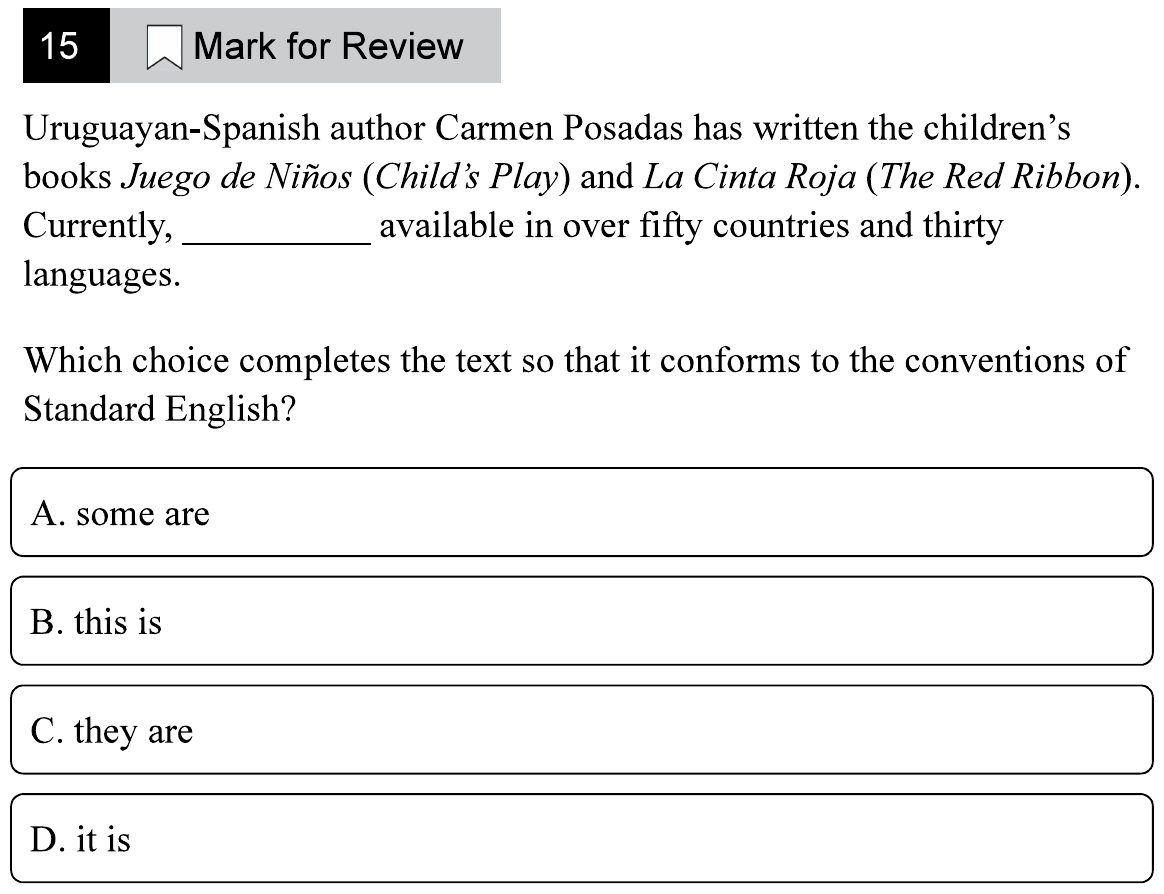 15 Mark for Review
Uruguayan-Spanish author Carmen Posadas has written the children’s
books Juego de Niños (Child’s Play) and La Cinta Roja (The Red Ribbon).
Currently, __________ available in over fifty countries and thirty
languages.
Which choice completes the text so that it conforms to the conventions of
Standard English?
A. some are
B. this is
C. they are
D. it is